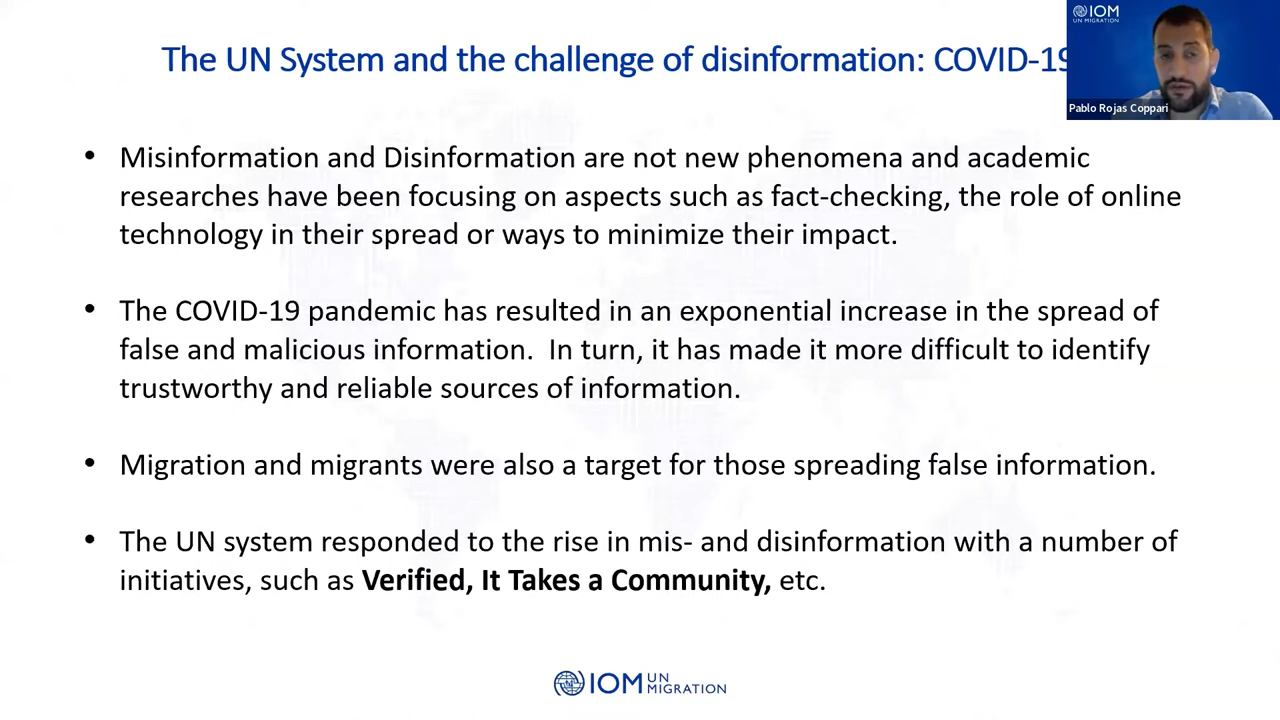 The UN System and the challenge of disinformation: COVID-19
IOM
UN MIGRATION
Pablo Rojas Coppari
• Misinformation and Disinformation are not new phenomena and academic
researches have been focusing on aspects such as fact-checking, the role of online
technology in their spread or ways to minimize their impact.
• The COVID-19 pandemic has resulted in an exponential increase in the spread of
false and malicious information.  In turn, it has made it more difficult to identify
trustworthy and reliable sources of information.
• Migration and migrants were also a target for those spreading false information.
• The UN system responded to the rise in mis- and disinformation with a number of
initiatives, such as Verified, It Takes a Community, etc.
IOM UN
MIGRATION